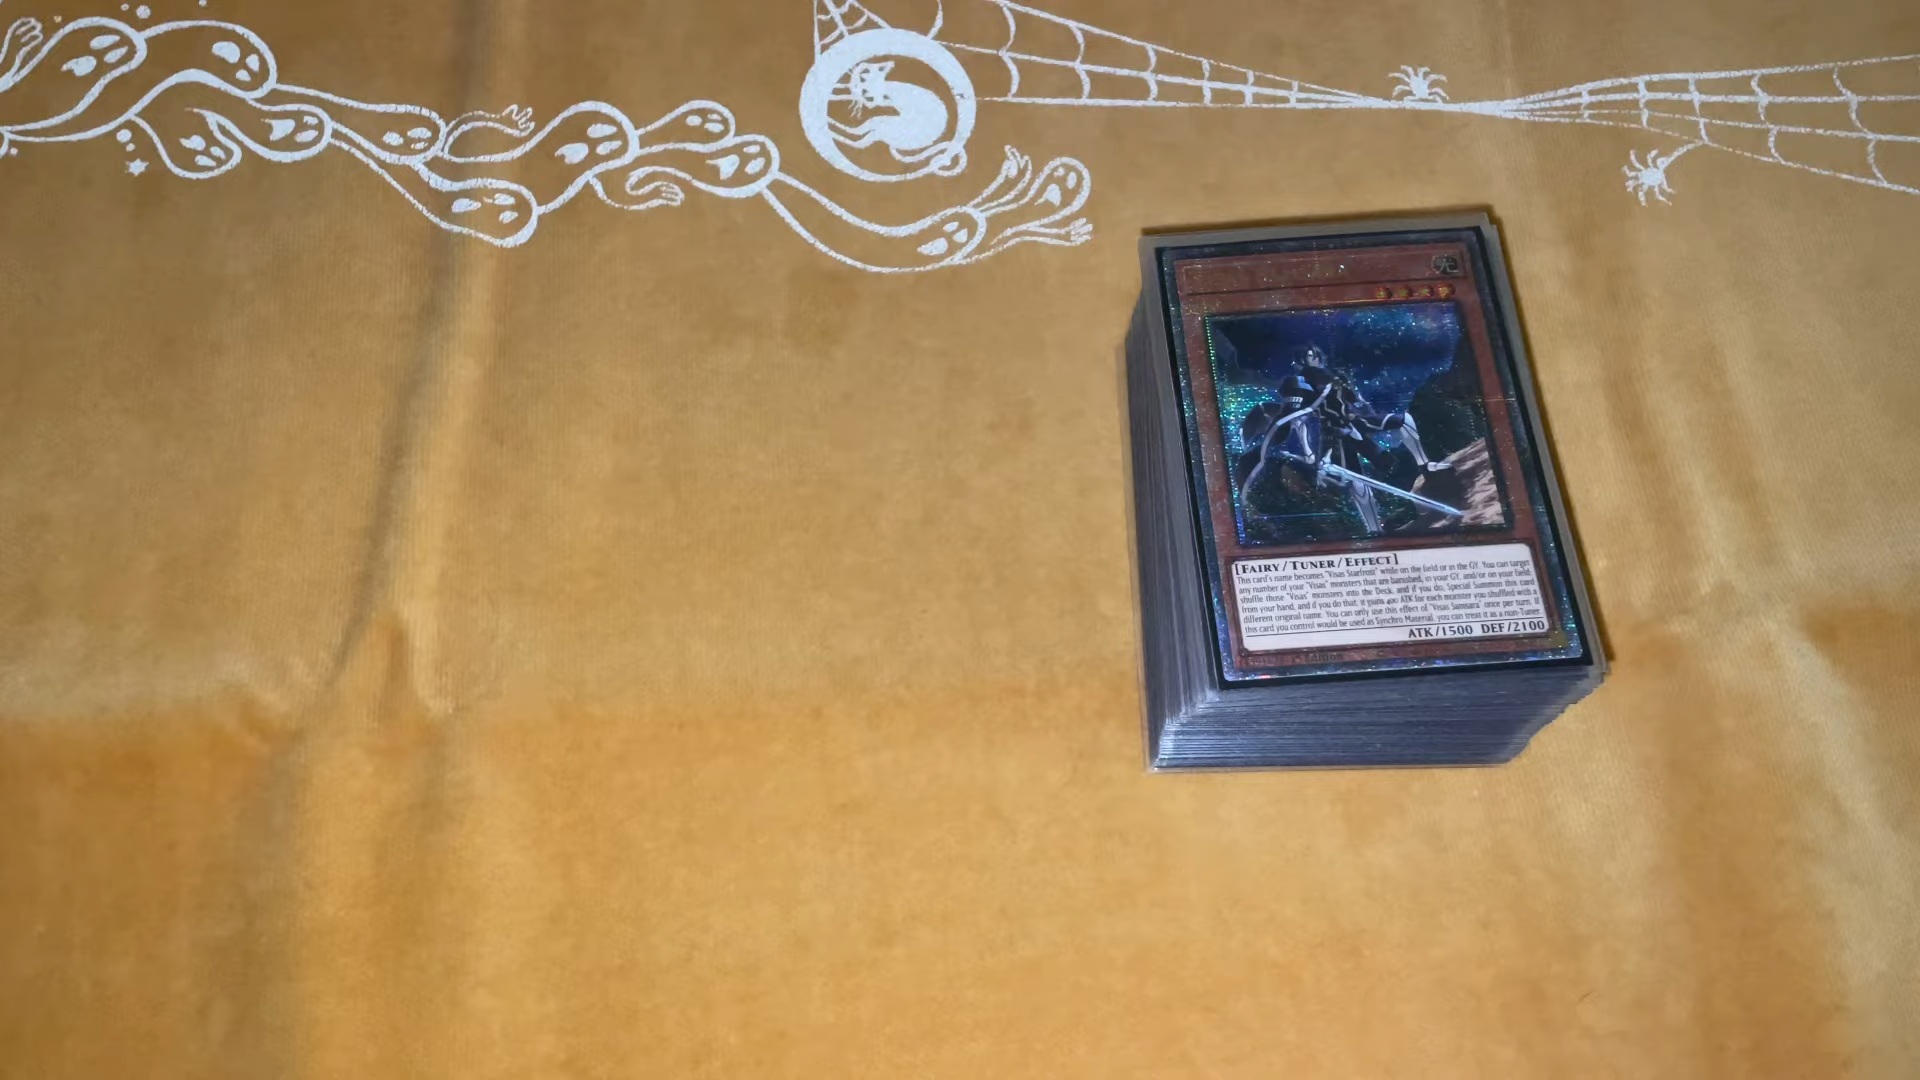 光
[FAIRY/TUNER/EFFECT]
This card's name becomes "Visas Starfrost" while on the field or in the GY. You can target
any number of your "Visas" monsters that are banished, in your GY, and/or on your field;
shuffle those "Visas" monsters into the Deck, and if you do, Special Summon this card
from your hand, and if you do that, it gains 400 ATK for each monster you shuffled with a
different original name. You can only use this effect of "Visas Samsara" once per turn. If
this card you control would be used as Synchro Material, you can treat it as a non-Tuner.
ATK/1500 DEF/2100
1st Edition